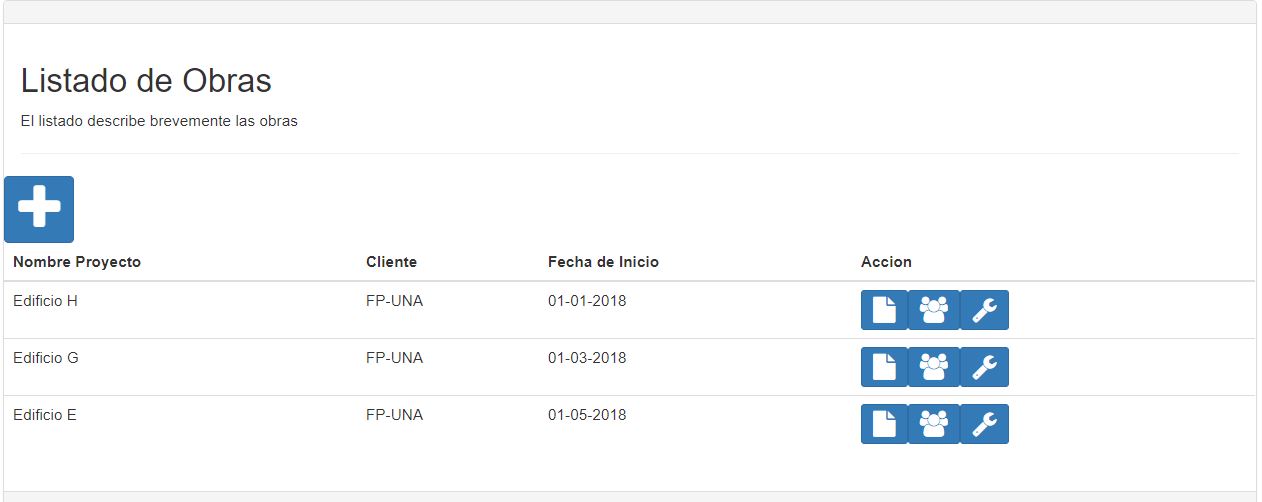 Listado de Obras
El listado describe brevemente las obras
Nombre Proyecto Cliente Fecha de Inicio Accion
Edificio H FP-UNA 01-01-2018
Edificio G FP-UNA 01-03-2018
Edificio E FP-UNA 01-05-2018